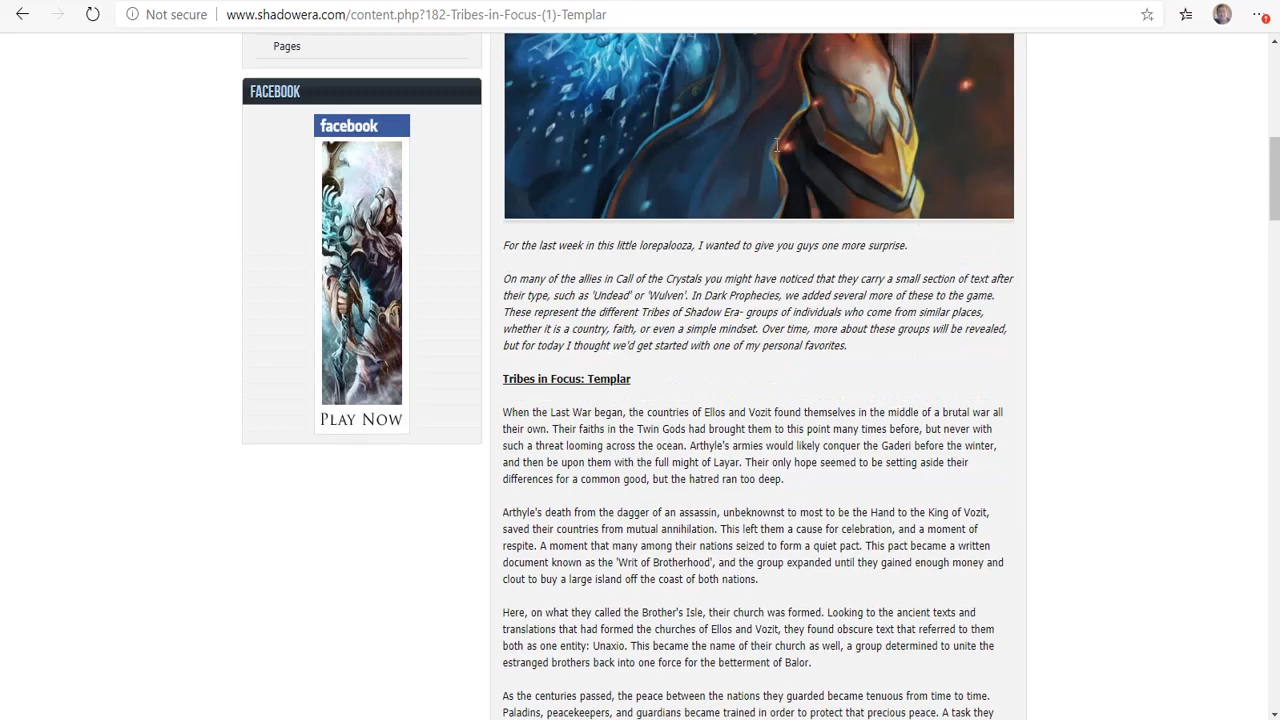 Not secure
www.shadowera.com/content.php?182-Tribes-in-Focus-(1)-Templar
Pages
FACEBOOK
facebook
PLAY NOW
For the last week in this little lorepalooza, I wanted to give you guys one more surprise.
On many of the allies in Call of the Crystals you might have noticed that they carry a small section of text after
their type, such as 'Undead' or 'Wulven'. In Dark Prophecies, we added several more of these to the game.
These represent the different Tribes of Shadow Era- groups of individuals who come from similar places,
whether it is a country, faith, or even a simple mindset. Over time, more about these groups will be revealed,
but for today I thought we'd get started with one of my personal favorites.
Tribes in Focus: Templar
When the Last War began, the countries of Ellos and Vozit found themselves in the middle of a brutal war all
their own. Their faiths in the Twin Gods had brought them to this point many times before, but never with
such a threat looming across the ocean. Arthyle's armies would likely conquer the Gaderi before the winter,
and then be upon them with the full might of Layar. Their only hope seemed to be setting aside their
differences for a common good, but the hatred ran too deep.
Arthyle's death from the dagger of an assassin, unbeknownst to most to be the Hand to the King of Vozit,
saved their countries from mutual annihilation. This left them a cause for celebration, and a moment of
respite. A moment that many among their nations seized to form a quiet pact. This pact became a written
document known as the 'Writ of Brotherhood', and the group expanded until they gained enough money and
clout to buy a large island off the coast of both nations.
Here, on what they called the Brother's Isle, their church was formed. Looking to the ancient texts and
translations that had formed the churches of Ellos and Vozit, they found obscure text that referred to them
both as one entity: Unaxio. This became the name of their church as well, a group determined to unite the
estranged brothers back into one force for the betterment of Balor.
As the centuries passed, the peace between the nations they guarded became tenuous from time to time.
Paladins, peacekeepers, and guardians became trained in order to protect that precious peace. A task they